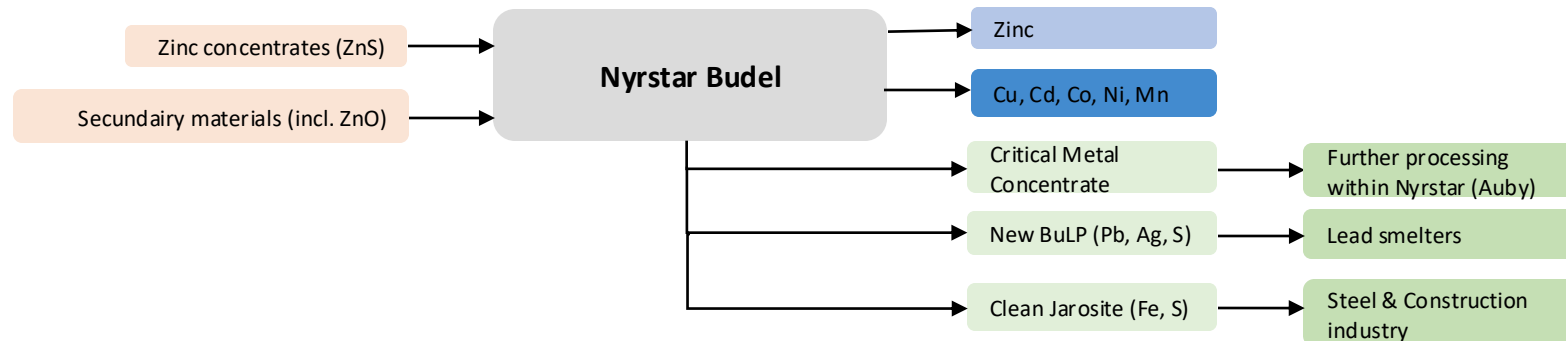 Zinc concentrates (ZnS)
Secundairy materials (incl. ZnO)
Nyrstar Budel
Zinc
Cu, Cd, Co, Ni, Mn
Critical Metal
Concentrate
Further processing
within Nyrstar (Auby)
New BuLP (Pb, Ag, S)
Lead smelters
Clean Jarosite (Fe, S)
Steel & Construction
industry